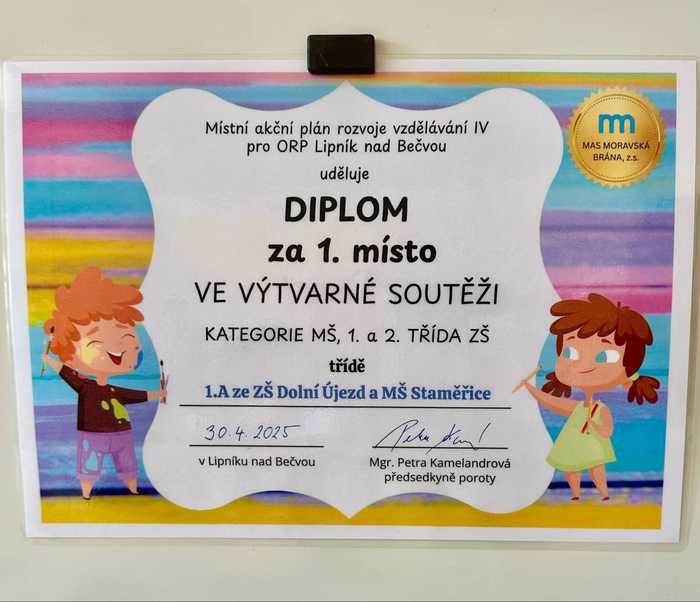 Místní akční plán rozvoje vzdělávání IV
pro ORP Lipník nad Bečvou
uděluje
DIPLOM
za 1. místo
VE VÝTVARNÉ SOUTĚŽI
KATEGORIE MŠ, 1. a 2. TŘÍDA ZŠ
třídě
1.A ze ZŠ Dolní Újezd a MŠ Staměřice
30.4.2025
v Lipníku nad Bečvou
Mgr. Petra Kamelandrová
předsedkyně poroty
m
MAS MORAVSKÁ
BRÁNA, z.s.